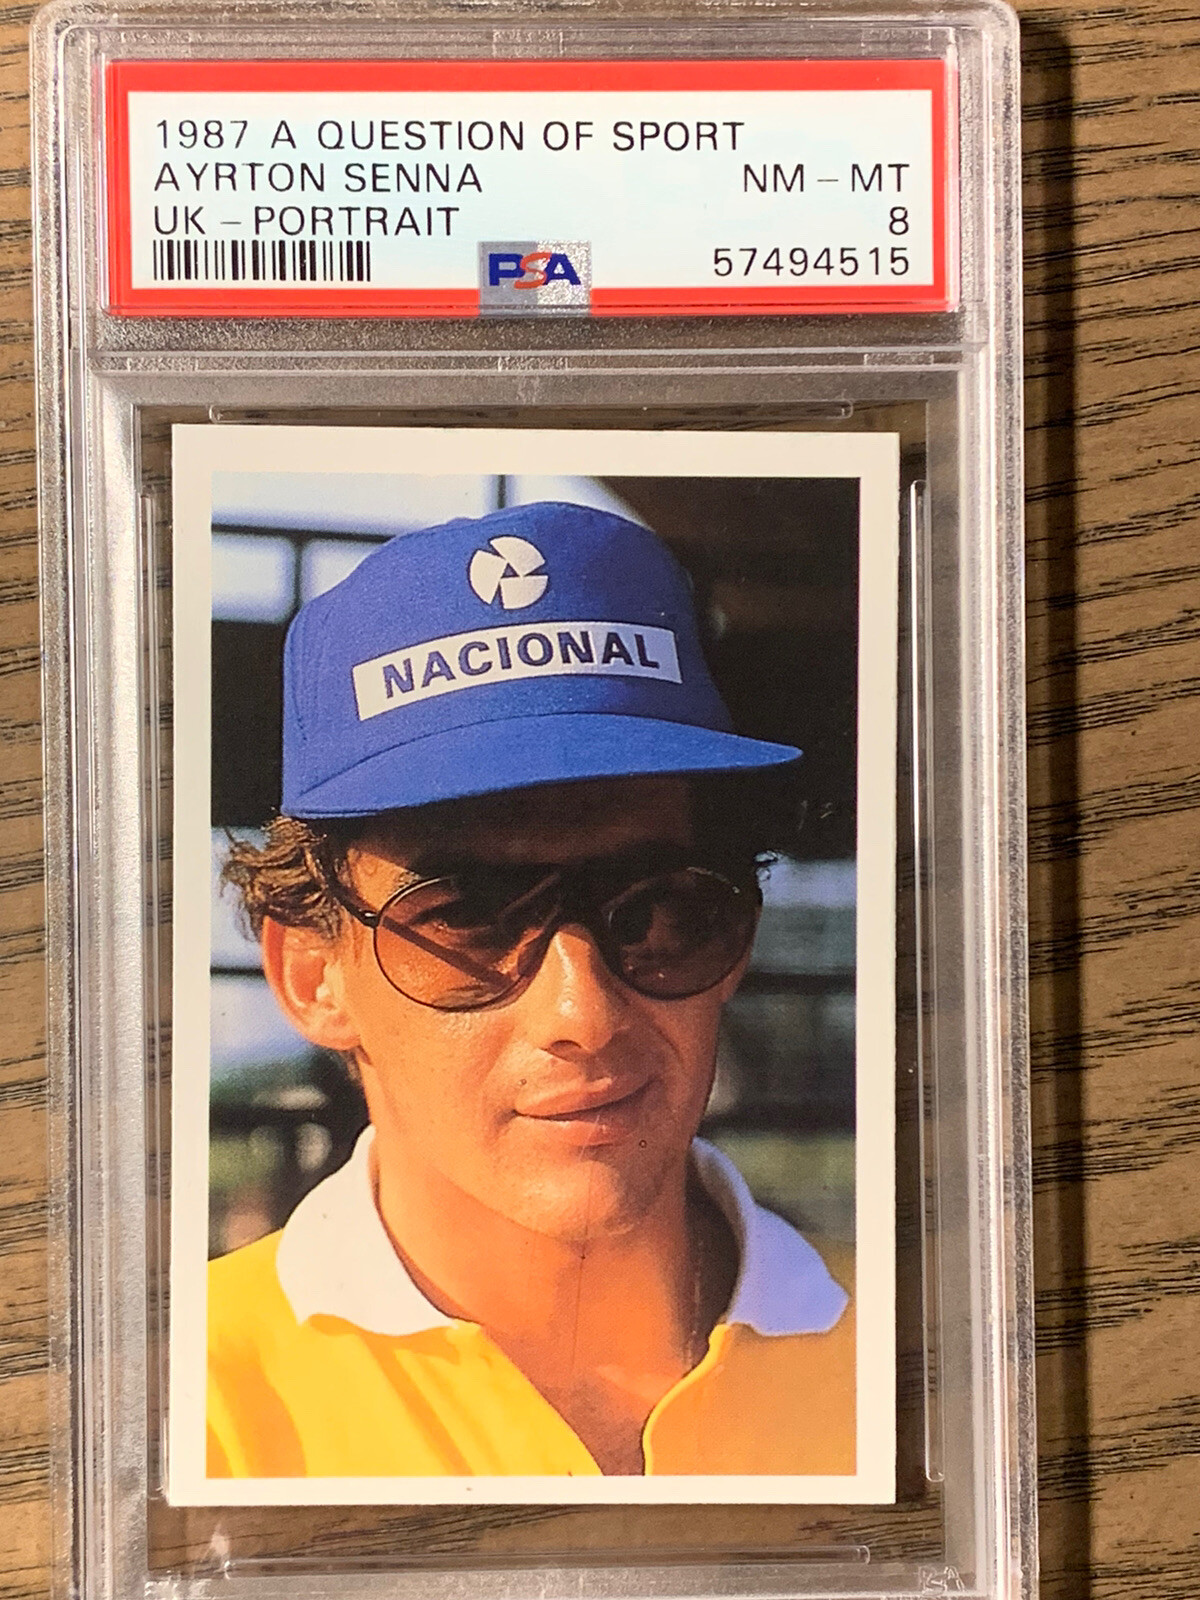 1987 A QUESTION OF SPORT
AYRTON SENNA NM - MT
UK - PORTRAIT 8
57494515
PSA
NACIONAL